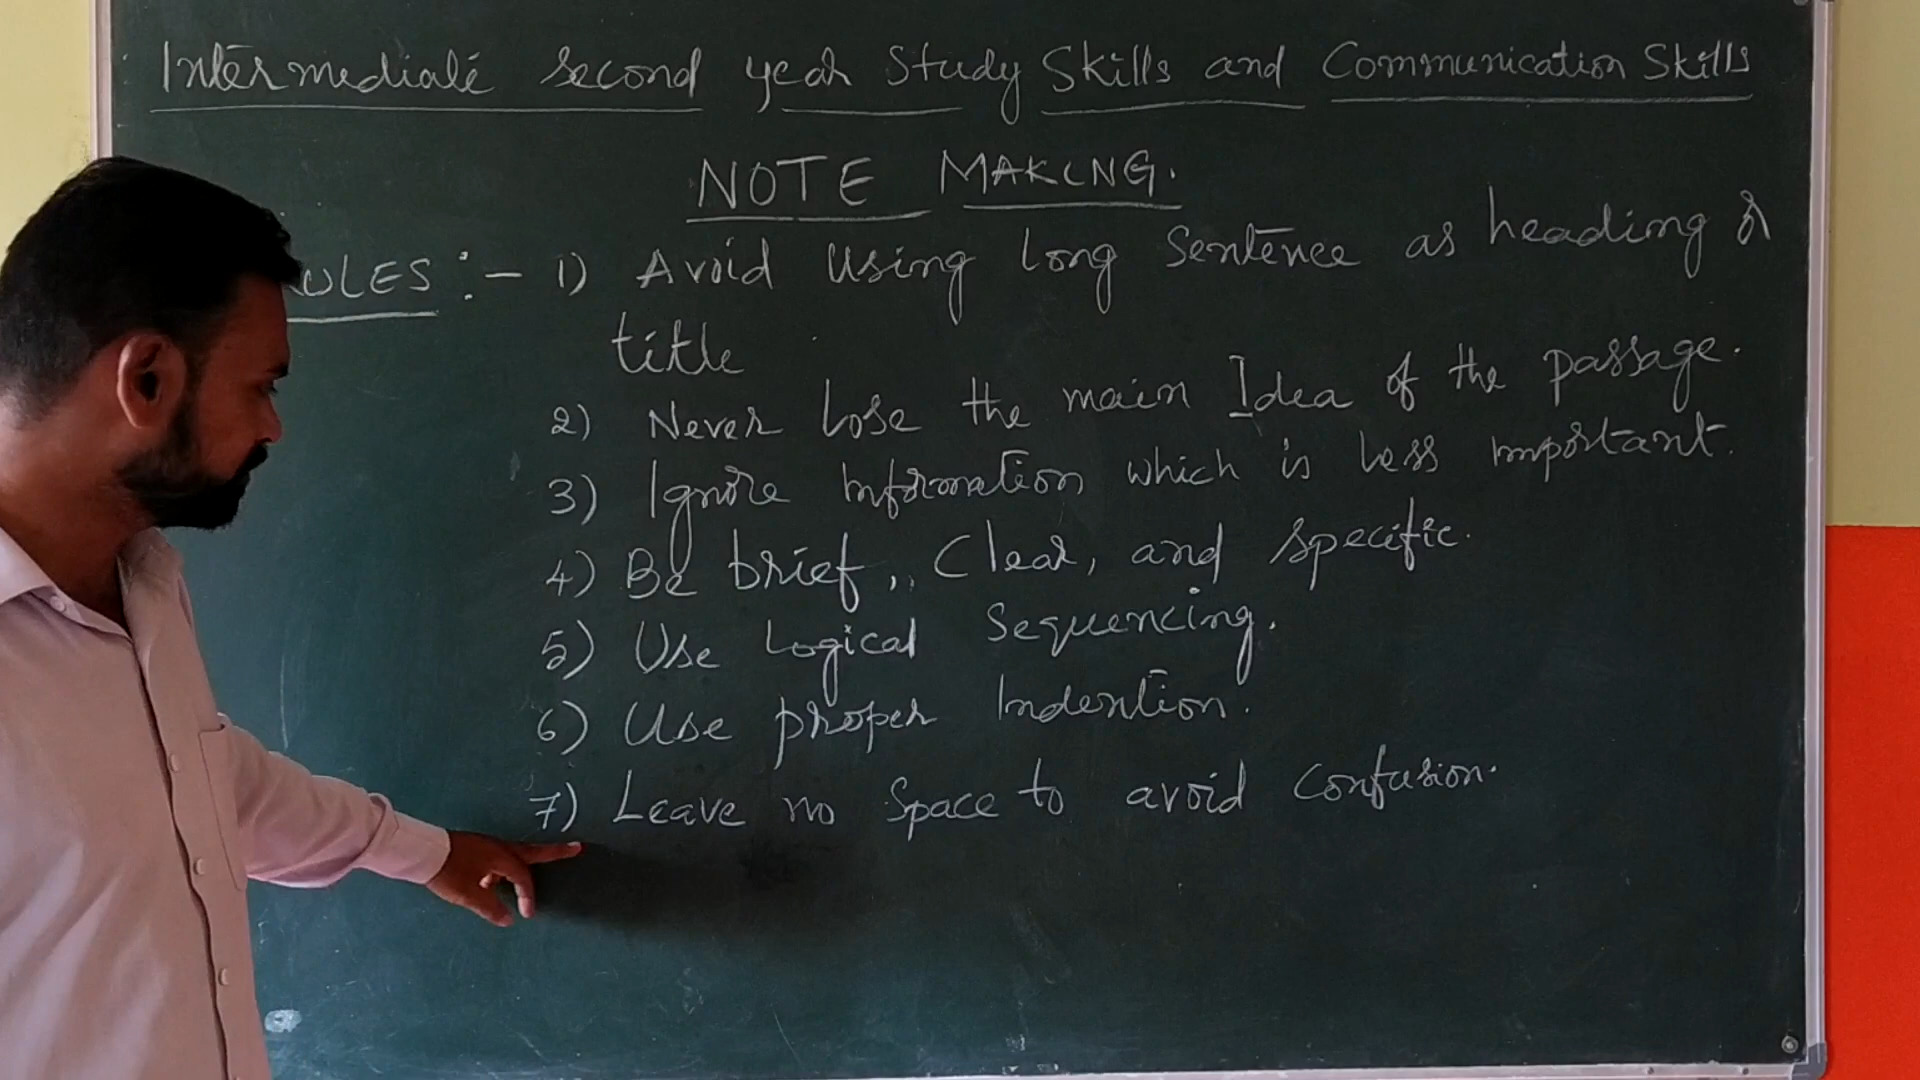 Intermediate second year Study Skills and Communication Skills
NOTE MAKING.
RULES :- 1) Avoid Using long Sentence as heading or
title
2) Never lose the main Idea of the passage.
3) Ignore Information which is less important.
4) Be brief,, Clear, and specific.
5) Use Logical Sequencing.
6) Use proper Indention.
7) Leave no Space to avoid confusion.